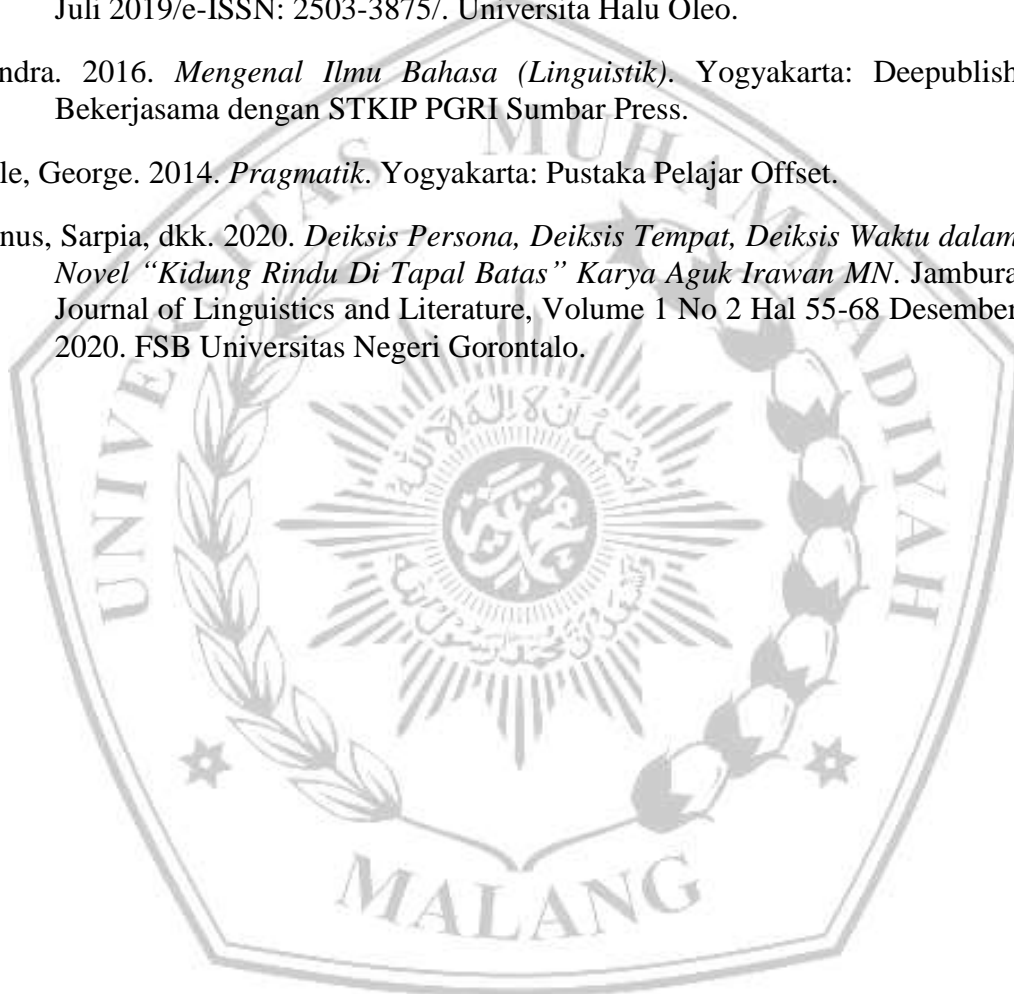 Juli 2019/e-ISSN: 2503-3875/. Universita Halu Oleo.
ndra. 2016. Mengenal Ilmu Bahasa (Linguistik). Yogyakarta: Deepublish
Bekerjasama dengan STKIP PGRI Sumbar Press.
le, George. 2014. Pragmatik. Yogyakarta: Pustaka Pelajar Offset.
nus, Sarpia, dkk. 2020. Deiksis Persona, Deiksis Tempat, Deiksis Waktu dalam
Novel “Kidung Rindu Di Tapal Batas” Karya Aguk Irawan MN. Jambura
Journal of Linguistics and Literature, Volume 1 No 2 Hal 55-68 Desember
2020. FSB Universitas Negeri Gorontalo.
UNIVERSITAS MUHAMMADIYAH
MALANG